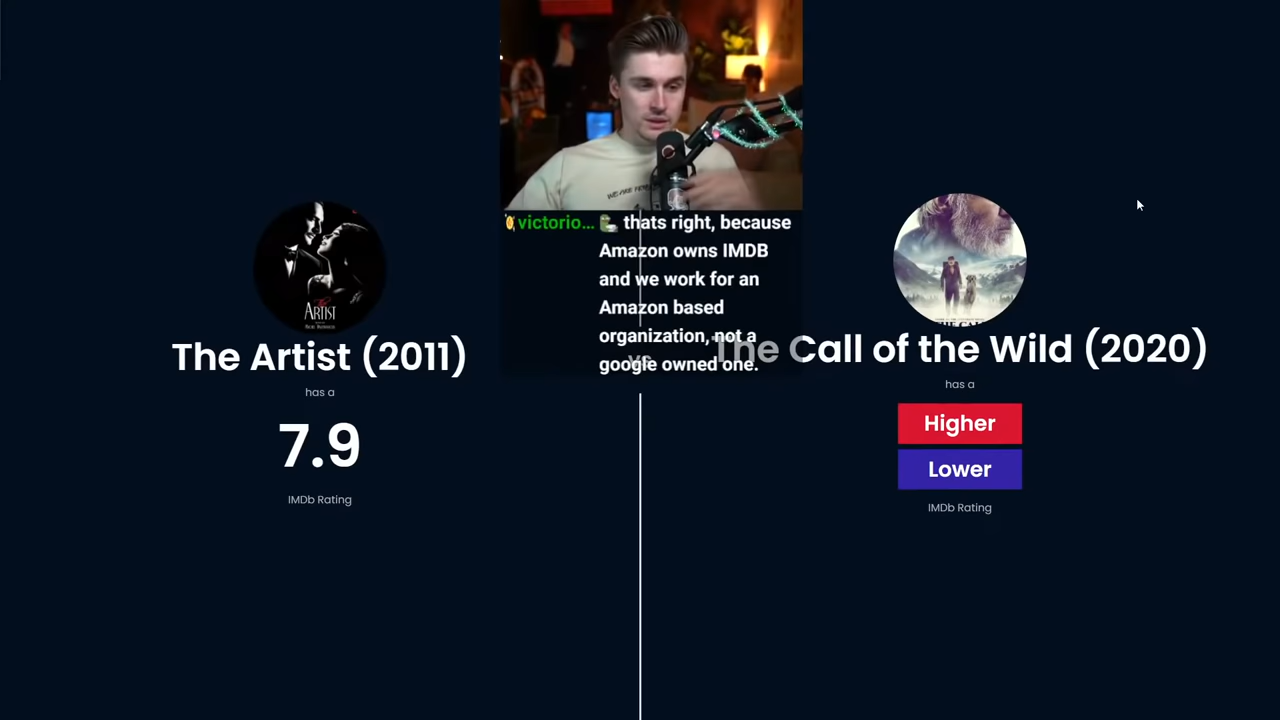 victorio... thats right, because
Amazon owns IMDB
and we work for an
Amazon based
organization, not a
google owned one.
vs
ARTIST
The Artist (2011)
has a
7.9
IMDb Rating
The Call of the Wild (2020)
has a
Higher
Lower
IMDb Rating